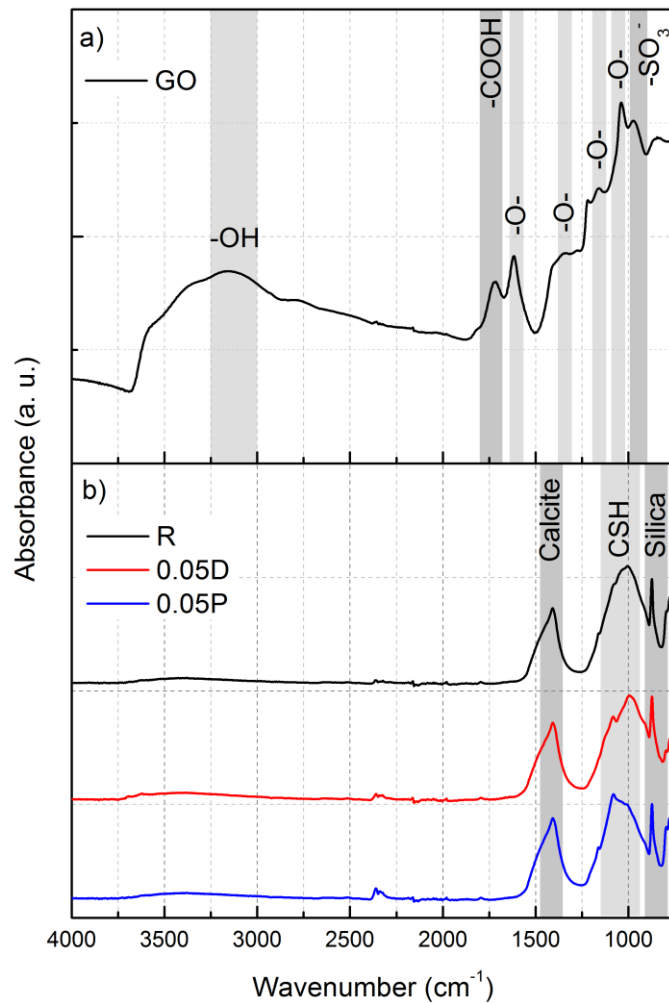 a)
GO
-OH
-COOH
-O-
-O-
-O-
-O-
-SO₃⁻
b)
R
0.05D
0.05P
Calcite
CSH
Silica
Absorbance (a. u.)
4000 3500 3000 2500 2000 1500 1000
Wavenumber (cm⁻¹)